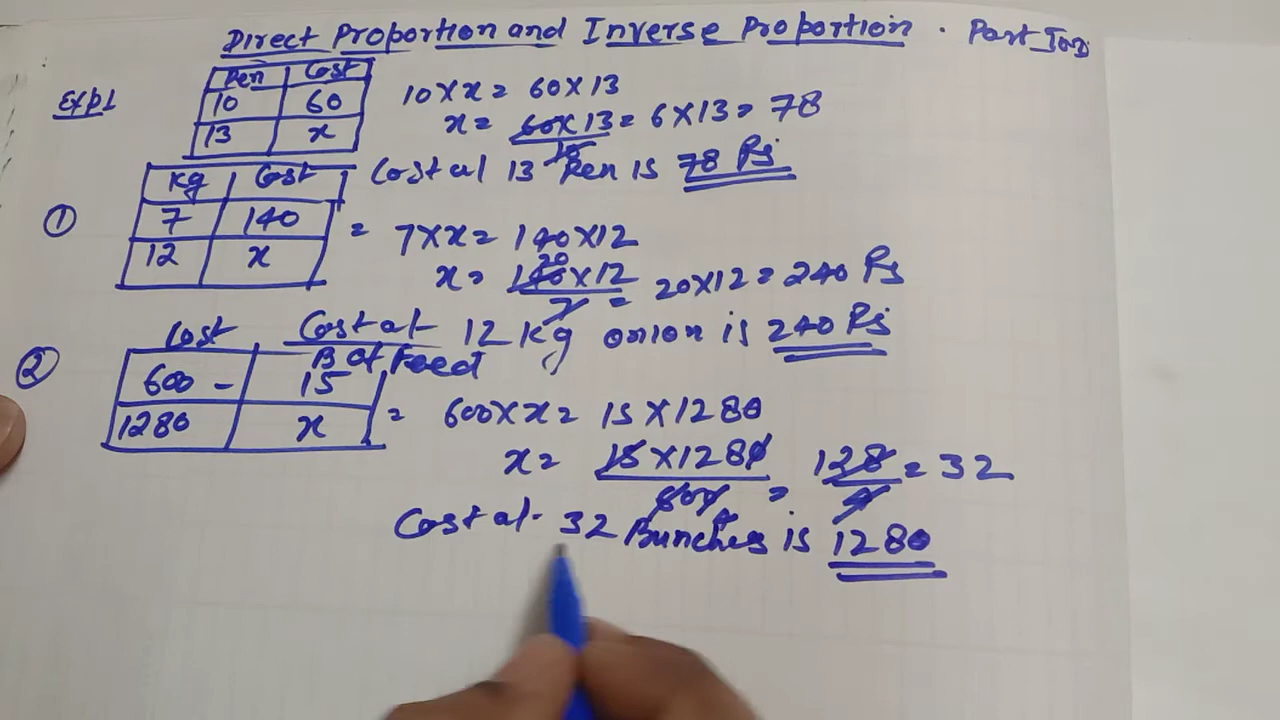 Direct Proportion and Inverse Proportion . Part
Exp1
Pen Cost
10 60
13 x
10 X x = 60 X 13
x = 60 X 13 / 10 = 6 X 13 = 78
Cost of 13 Pen is 78 Rs
①
Kg Cost
7 140
12 x
= 7 X x = 140 X 12
x = 140 X 12 / 7 = 20 X 12 = 240 Rs
Cost of 12 kg onion is 240 Rs
②
Cost B of Feed
600 - 15
1280 x
= 600 X x = 15 X 1280
x = 15 X 1280 / 600 = 128 / 4 = 32
Cost of 32 Bunches is 1280